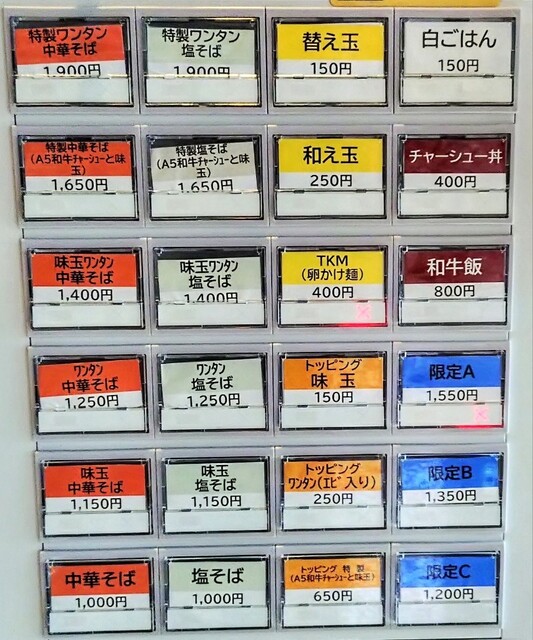 特製ワンタン
中華そば
1,900円
特製ワンタン
塩そば
1,900円
替え玉
150円
白ごはん
150円
特製中華そば
(A5和牛チャーシューと味
玉)
1,650円
特製塩そば
(A5和牛チャーシューと味
玉)
1,650円
和え玉
250円
チャーシュー丼
400円
味玉ワンタン
中華そば
1,400円
味玉ワンタン
塩そば
1,400円
TKM
(卵かけ麺)
400円
和牛飯
800円
ワンタン
中華そば
1,250円
ワンタン
塩そば
1,250円
トッピング
味玉
150円
限定A
1,550円
味玉
中華そば
1,150円
味玉
塩そば
1,150円
トッピング
ワンタン(エビ入り)
250円
限定B
1,350円
中華そば
1,000円
塩そば
1,000円
トッピング 特製
(A5和牛チャーシューと味玉)
650円
限定C
1,200円